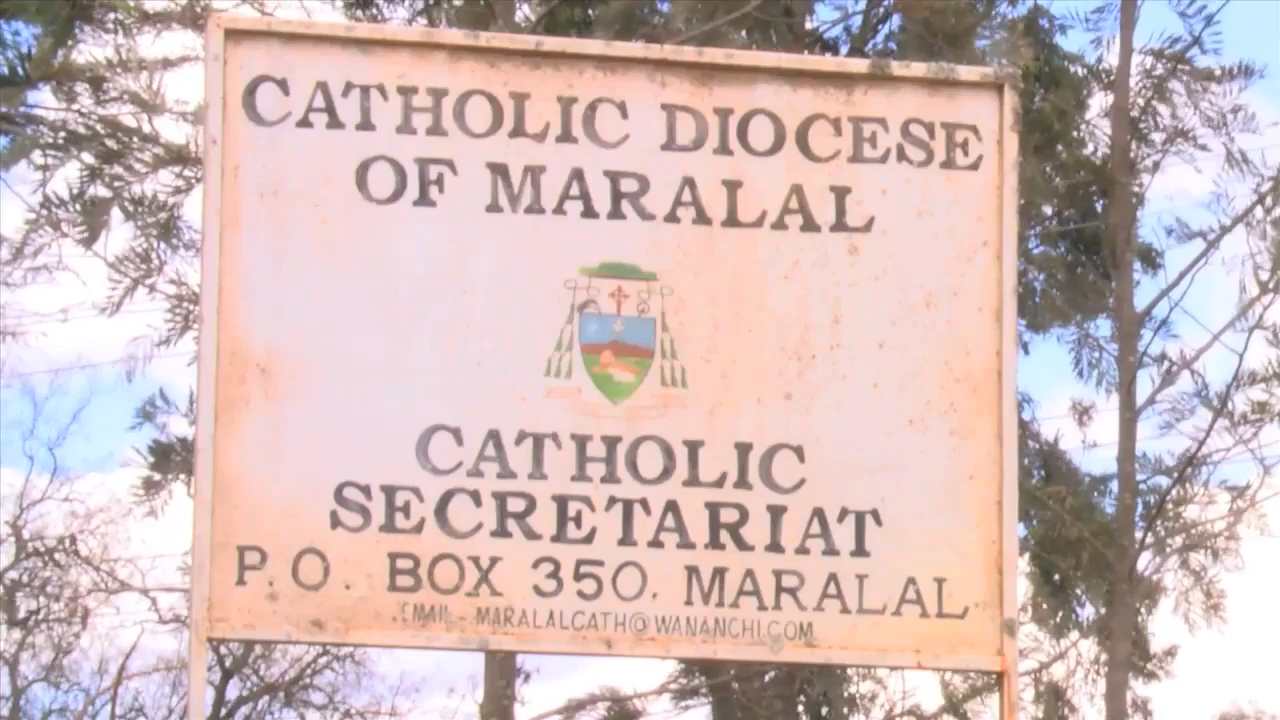 CATHOLIC DIOCESE
OF MARALAL
CATHOLIC
SECRETARIAT
P.O. BOX 350, MARALAL
EMAIL - MARALALCATH@WANANCHI.COM